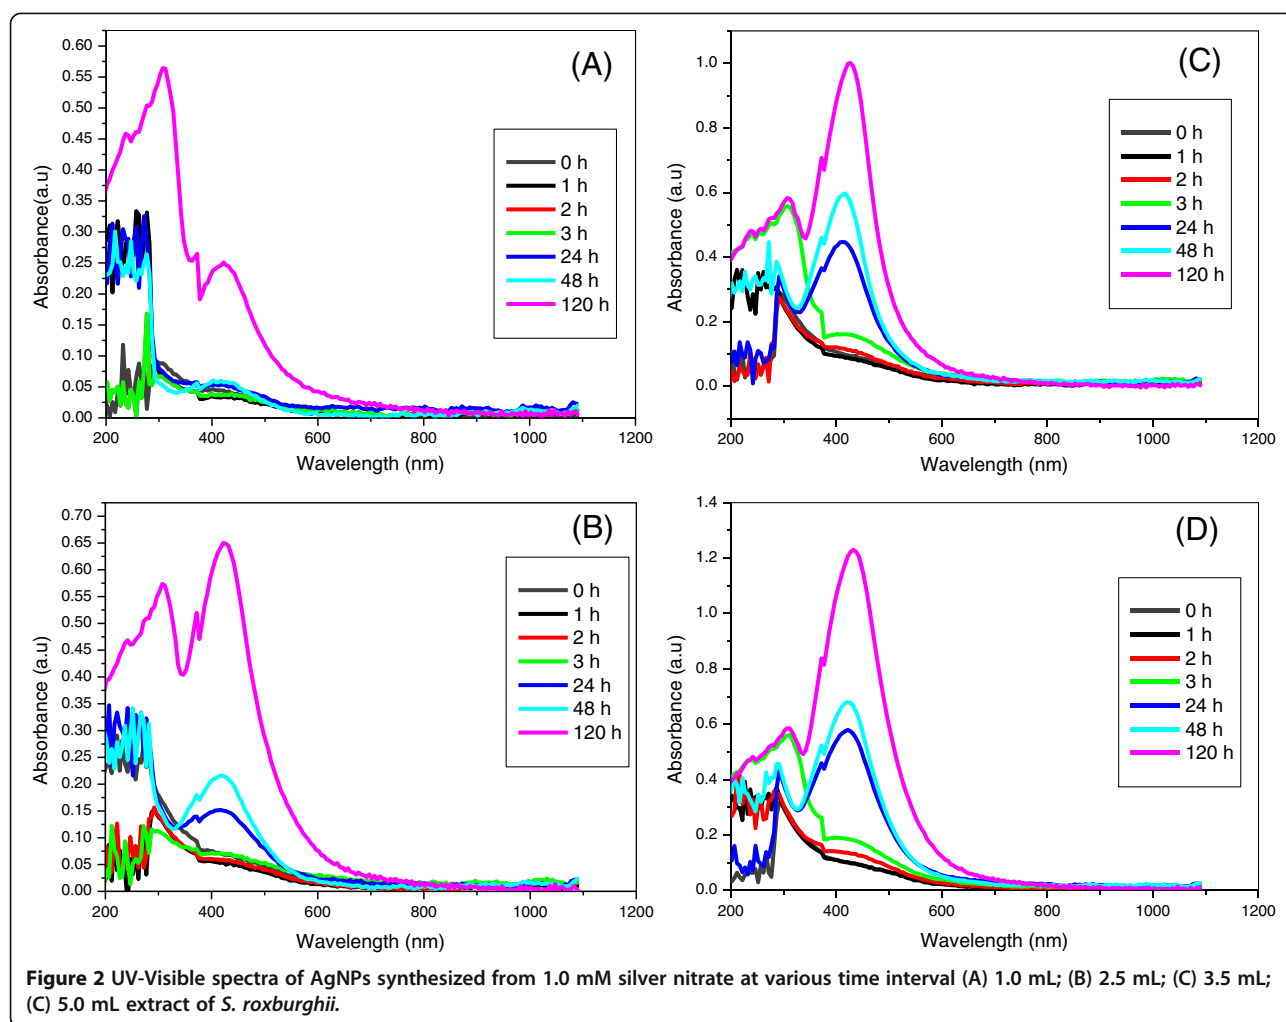 (A)
0.60
0.55
0.50
0.45
0.40
0.35
0.30
0.25
0.20
0.15
0.10
0.05
0.00
Absorbance(a.u)
0 h
1 h
2 h
3 h
24 h
48 h
120 h
200 400 600 800 1000 1200
Wavelength (nm)
(C)
1.0
0.8
0.6
0.4
0.2
0.0
Absorbance (a.u)
0 h
1 h
2 h
3 h
24 h
48 h
120 h
200 400 600 800 1000 1200
Wavelength (nm)
(B)
0.70
0.65
0.60
0.55
0.50
0.45
0.40
0.35
0.30
0.25
0.20
0.15
0.10
0.05
0.00
Absorbance (a.u)
0 h
1 h
2 h
3 h
24 h
48 h
120 h
200 400 600 800 1000 1200
Wavelength (nm)
(D)
1.4
1.2
1.0
0.8
0.6
0.4
0.2
0.0
Absorbance (a.u)
0 h
1 h
2 h
3 h
24 h
48 h
120 h
200 400 600 800 1000 1200
Wavelength (nm)
Figure 2 UV-Visible spectra of AgNPs synthesized from 1.0 mM silver nitrate at various time interval (A) 1.0 mL; (B) 2.5 mL; (C) 3.5 mL;
(C) 5.0 mL extract of S. roxburghii.